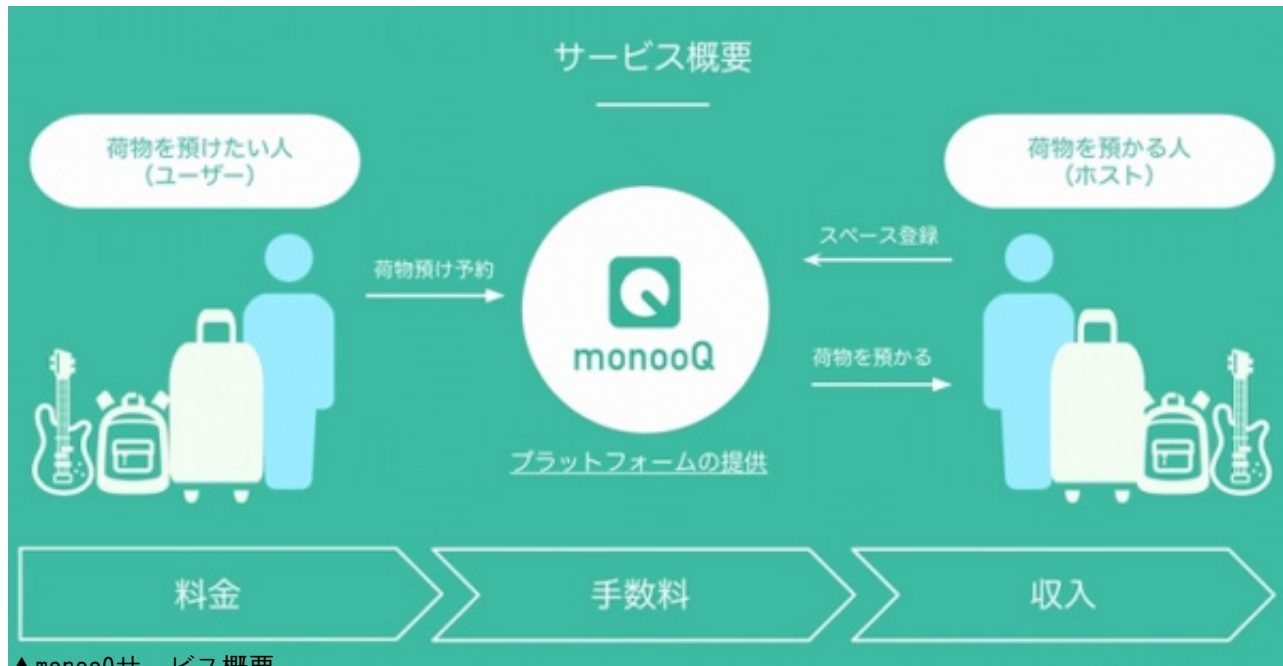 サービス概要
荷物を預けたい人
（ユーザー）
荷物を預かる人
（ホスト）
荷物預け予約
スペース登録
monooQ
荷物を預かる
プラットフォームの提供
料金
手数料
収入
▲monooQサービス概要